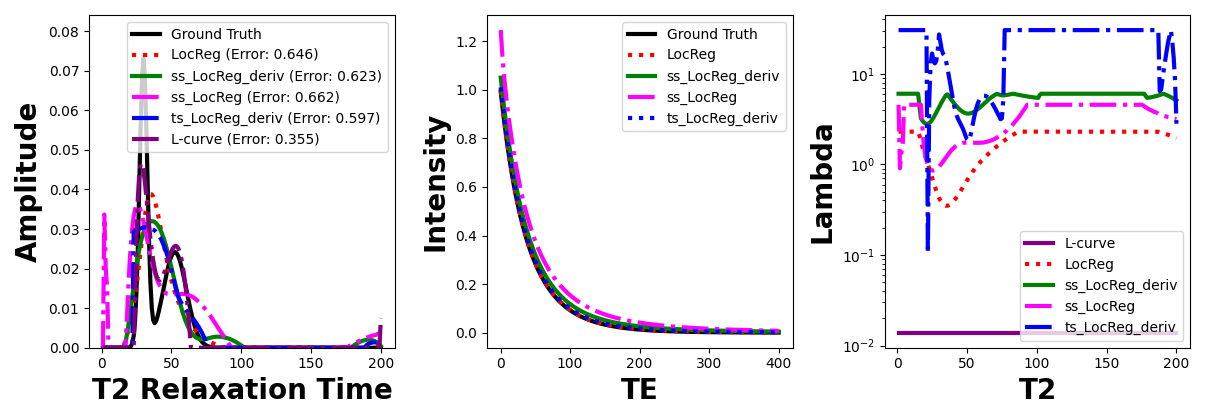 Amplitude
0.08
0.07
0.06
0.05
0.04
0.03
0.02
0.01
0.00
0
50
100
150
200
T2 Relaxation Time
Ground Truth
LocReg (Error: 0.646)
ss_LocReg_deriv (Error: 0.623)
ss_LocReg (Error: 0.662)
ts_LocReg_deriv (Error: 0.597)
L-curve (Error: 0.355)
Intensity
1.2
1.0
0.8
0.6
0.4
0.2
0.0
0
100
200
300
400
TE
Ground Truth
LocReg
ss_LocReg_deriv
ss_LocReg
ts_LocReg_deriv
Lambda
10¹
10⁰
10⁻¹
10⁻²
0
50
100
150
200
T2
L-curve
LocReg
ss_LocReg_deriv
ss_LocReg
ts_LocReg_deriv